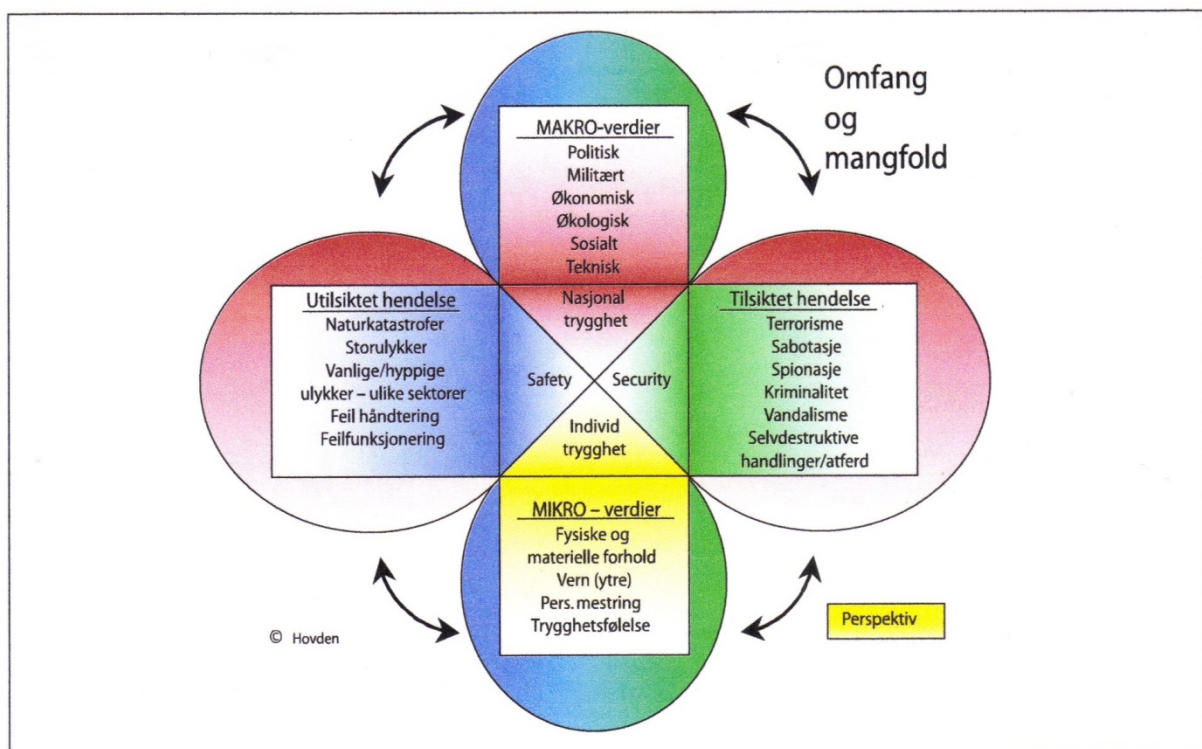 Omfang
og
mangfold
MAKRO-verdier
Politisk
Militært
Økonomisk
Økologisk
Sosialt
Teknisk
Nasjonal
trygghet
Utilsiktet hendelse
Naturkatastrofer
Storulykker
Vanlige/hyppige
ulykker – ulike sektorer
Feil håndtering
Feilfunksjonering
Safety
Security
Tilsiktet hendelse
Terrorisme
Sabotasje
Spionasje
Kriminalitet
Vandalisme
Selvdestruktive
handlinger/atferd
Individ
trygghet
MIKRO – verdier
Fysiske og
materielle forhold
Vern (ytre)
Pers. mestring
Trygghetsfølelse
Perspektiv
© Hovden